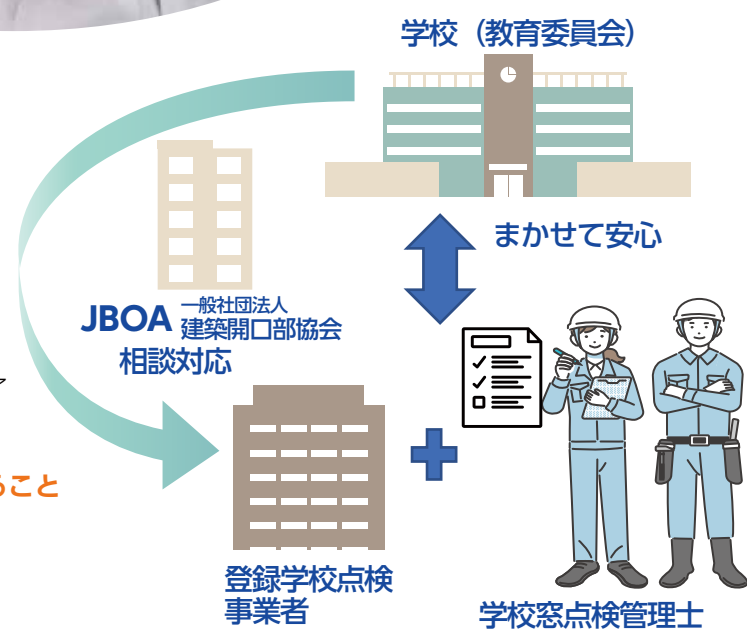 学校（教育委員会）
まかせて安心
JBOA 一般社団法人
建築開口部協会
相談対応
こと
登録学校点検
事業者
学校窓点検管理士